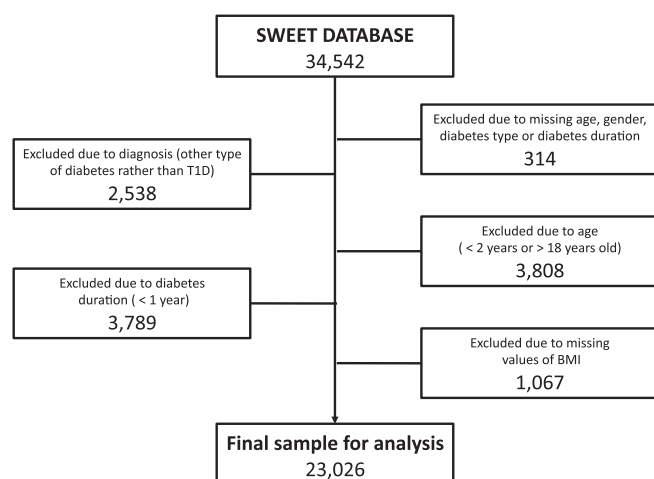 SWEET DATABASE
34,542
Excluded due to missing age, gender,
diabetes type or diabetes duration
314
Excluded due to diagnosis (other type
of diabetes rather than T1D)
2,538
Excluded due to age
( < 2 years or > 18 years old)
3,808
Excluded due to diabetes
duration ( < 1 year)
3,789
Excluded due to missing
values of BMI
1,067
Final sample for analysis
23,026